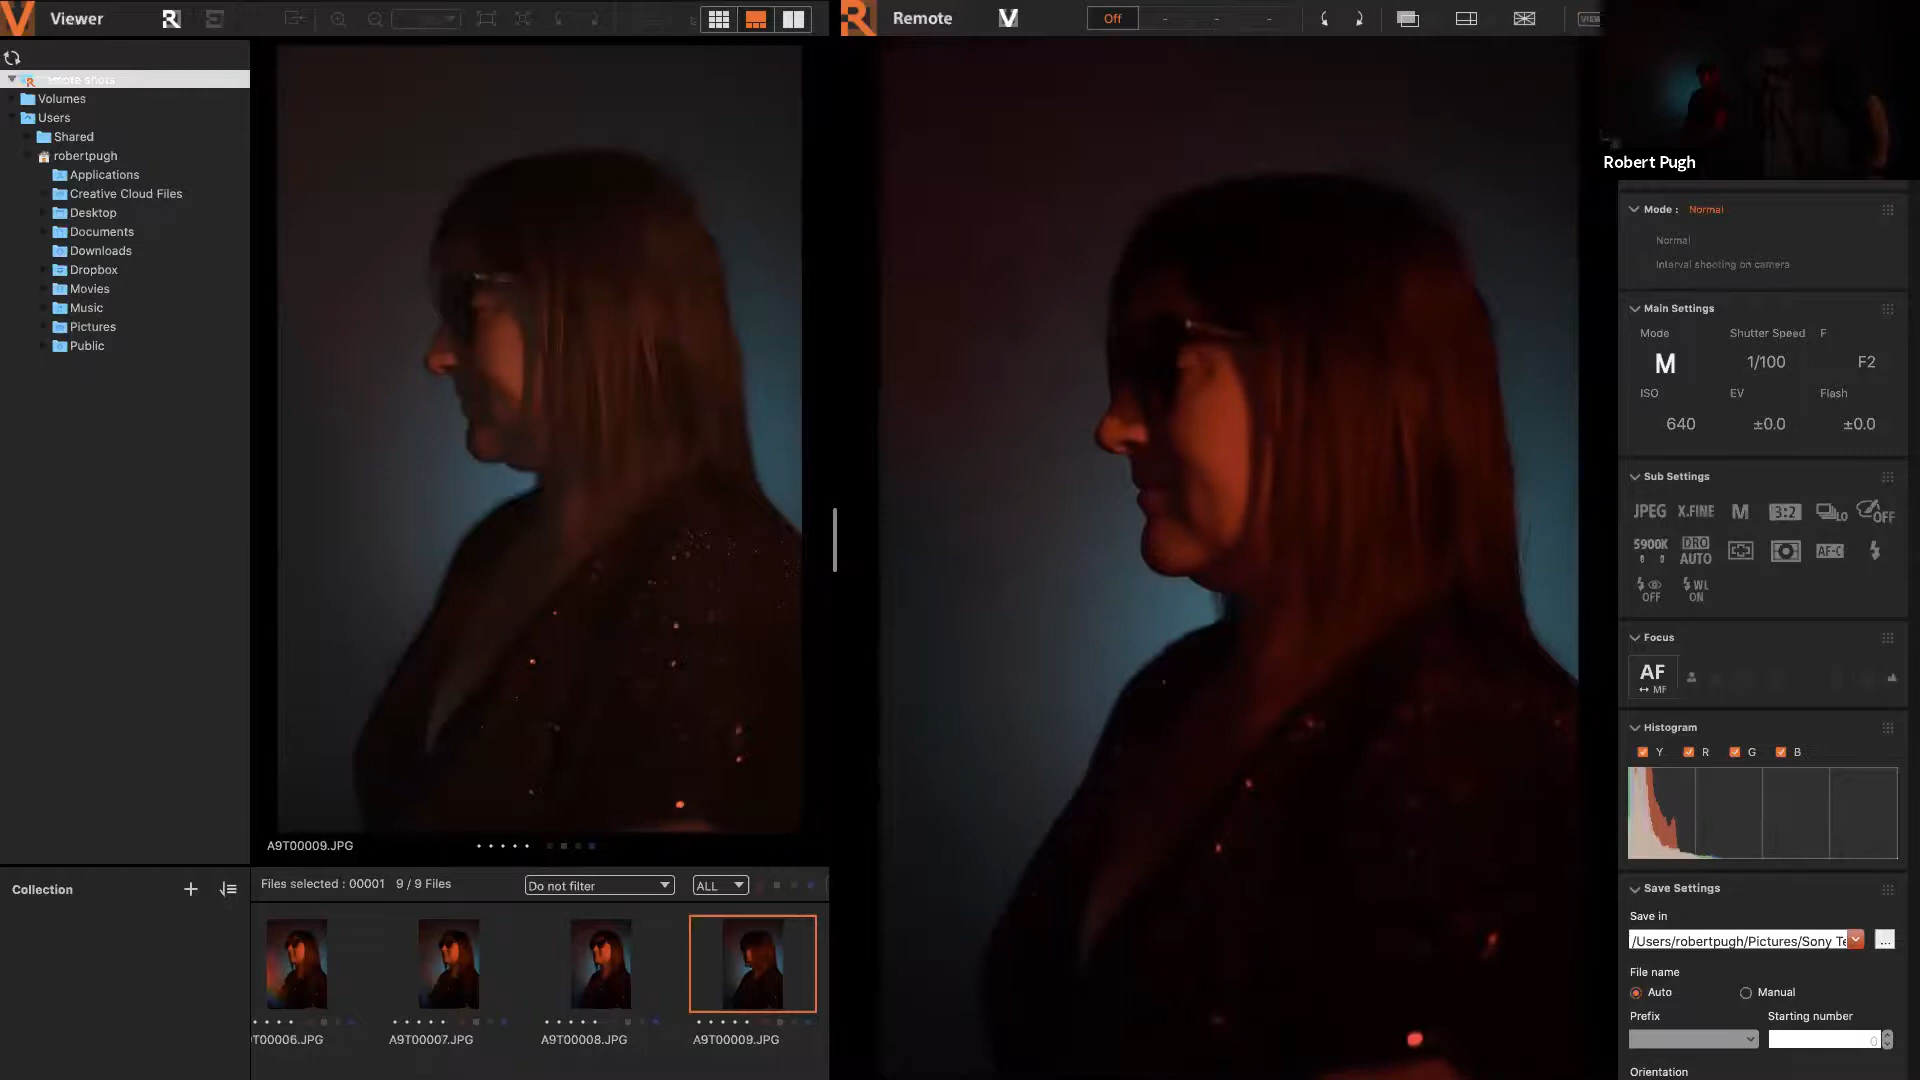 Viewer
Remote
Off
Robert Pugh
Volumes
Users
Shared
robertpugh
Applications
Creative Cloud Files
Desktop
Documents
Downloads
Dropbox
Movies
Music
Pictures
Public
A9T00009.JPG
Collection
Files selected : 00001 9 / 9 Files
Do not filter
ALL
T00006.JPG
A9T00007.JPG
A9T00008.JPG
A9T00009.JPG
Mode : Normal
Normal
Interval shooting on camera
Main Settings
Mode Shutter Speed F
M 1/100 F2
ISO EV Flash
640 ±0.0 ±0.0
Sub Settings
JPEG X.FINE M 3:2 LO OFF
5900K DRO AUTO AF-C
0 0
OFF WL ON
Focus
AF
↔ MF
Histogram
Y R G B
Save Settings
Save in
/Users/robertpugh/Pictures/Sony Te
...
File name
Auto Manual
Prefix Starting number
0
Orientation